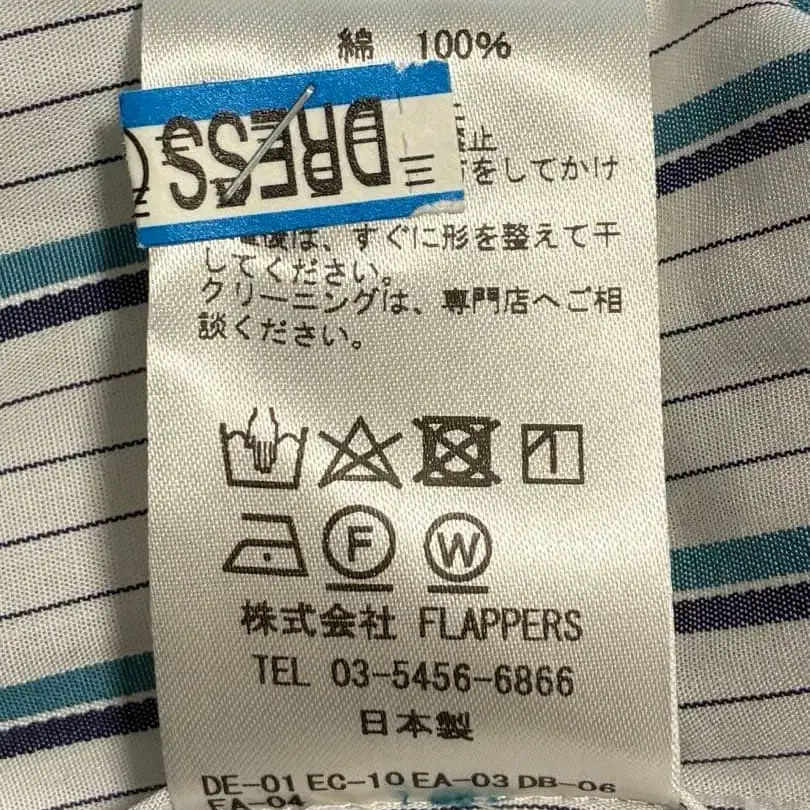 綿 100%
DRESS
止
をしてかけ
は、すぐに形を整えて干
してください。
クリーニングは、専門店へご相
談ください。
F W
株式会社 FLAPPERS
TEL 03-5456-6866
日本製
DE-01 EC-10 EA-03 DB-06
EA-04